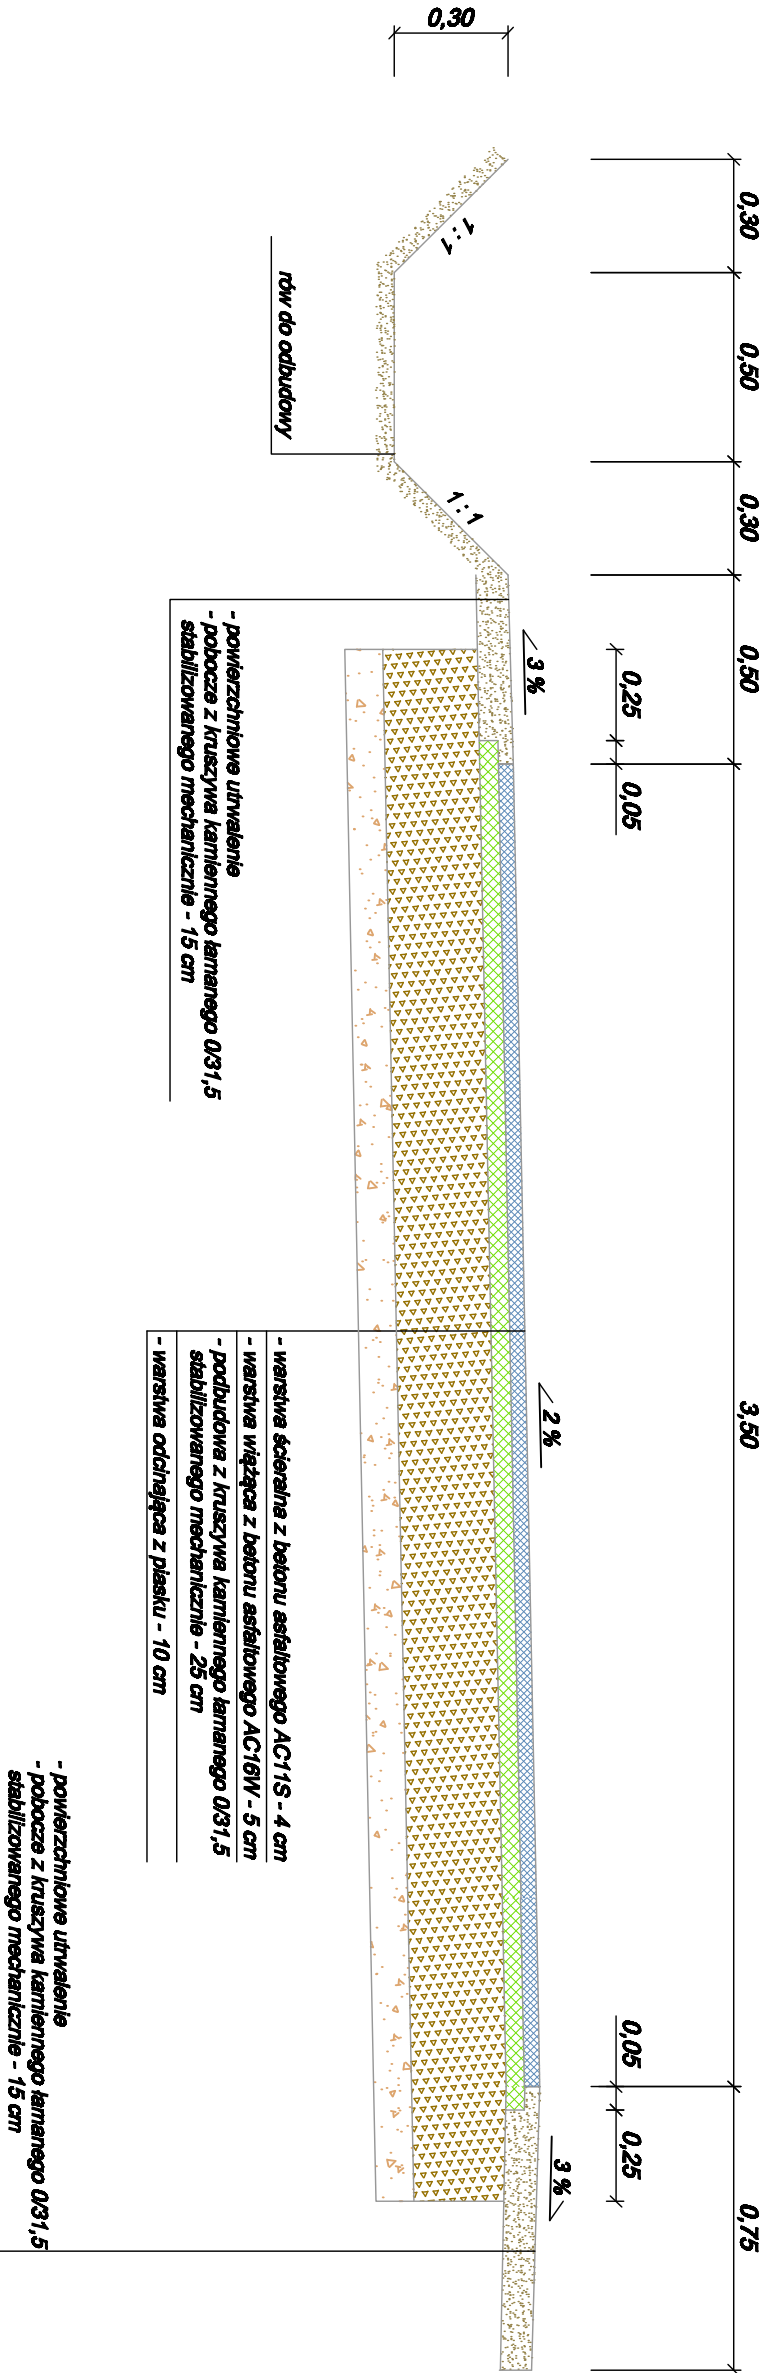 0,30
0,50
0,30
0,50
3,50
0,75
0,25
0,05
0,05
0,25
0,30
1:1
1:1
3 %
2 %
3 %
rów do odbudowy
- powierzchniowe utrwalenie
- pobocze z kruszywa kamiennego łamanego 0/31,5
stabilizowanego mechanicznie - 15 cm
- warstwa ścieralna z betonu asfaltowego AC11S - 4 cm
- warstwa wiążąca z betonu asfaltowego AC16W - 5 cm
- podbudowa z kruszywa kamiennego łamanego 0/31,5
stabilizowanego mechanicznie - 25 cm
- warstwa odcinająca z piasku - 10 cm
- powierzchniowe utrwalenie
- pobocze z kruszywa kamiennego łamanego 0/31,5
stabilizowanego mechanicznie - 15 cm